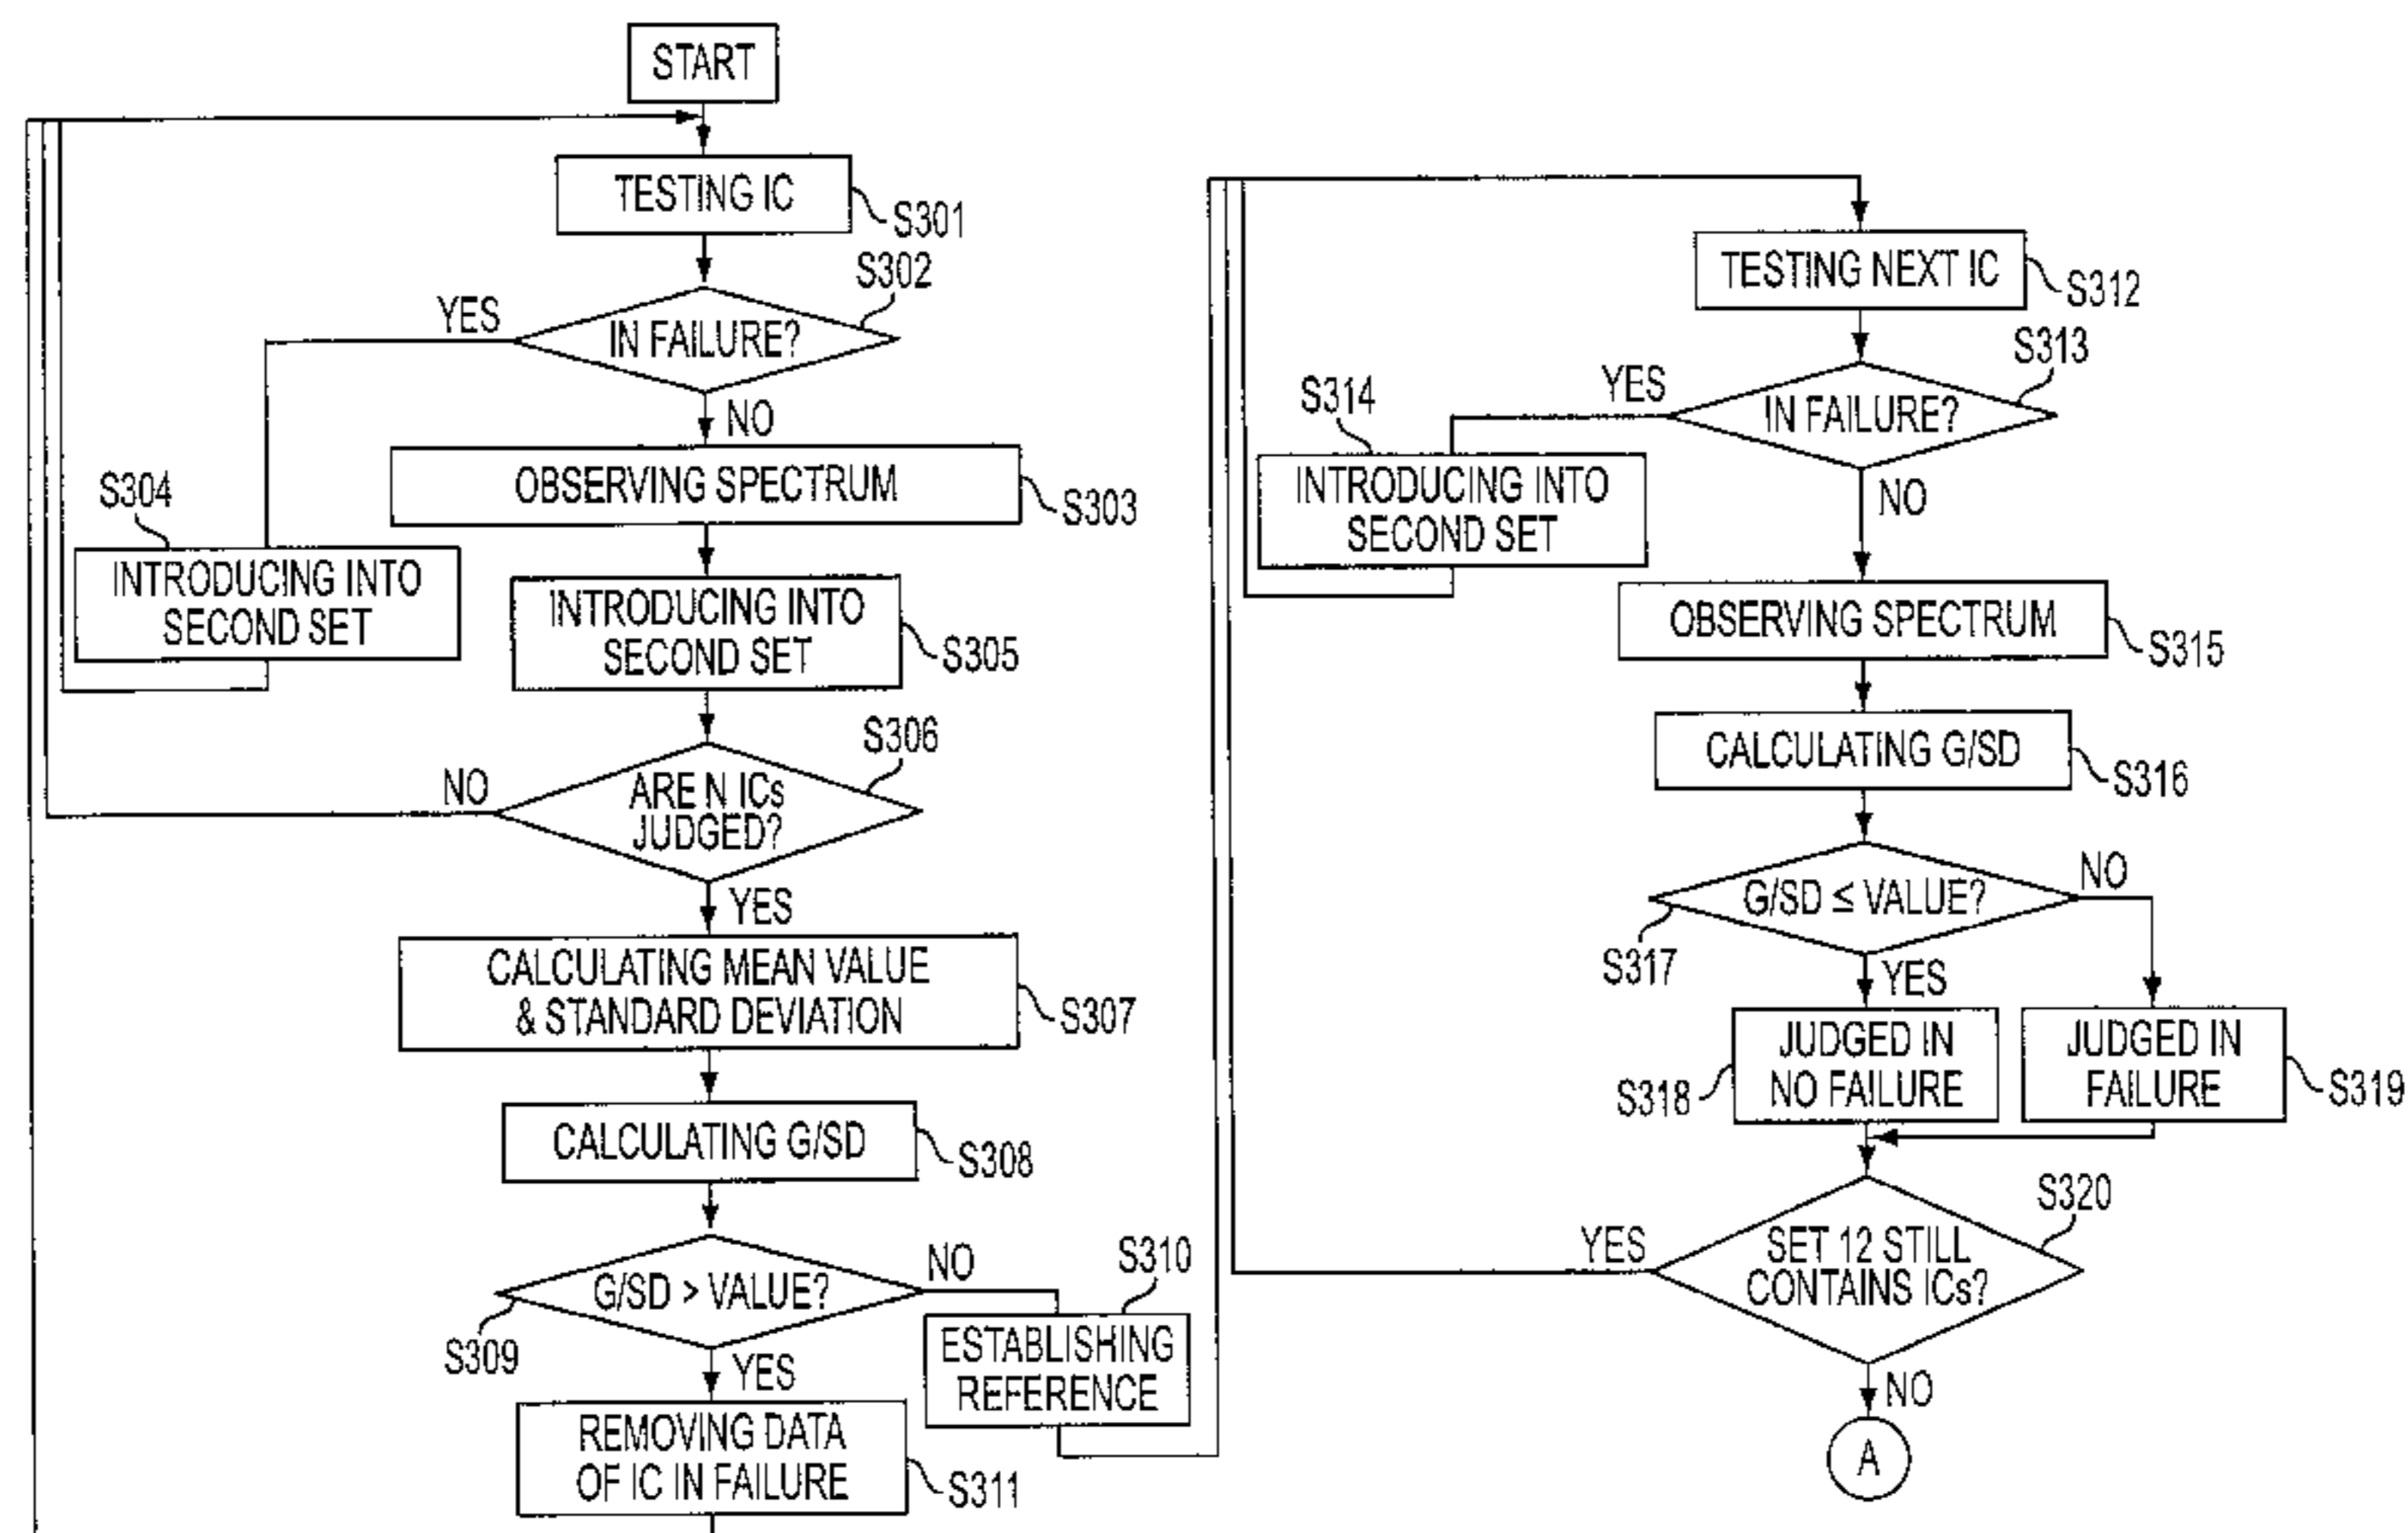 START
TESTING IC
S301
S302
YES
IN FAILURE?
NO
OBSERVING SPECTRUM
S303
S304
INTRODUCING INTO
SECOND SET
INTRODUCING INTO
SECOND SET
S305
S306
NO
ARE N ICs
JUDGED?
YES
CALCULATING MEAN VALUE
& STANDARD DEVIATION
S307
CALCULATING G/SD
S308
G/SD > VALUE?
NO
S309
YES
S310
ESTABLISHING
REFERENCE
REMOVING DATA
OF IC IN FAILURE
S311
TESTING NEXT IC
S312
S313
YES
IN FAILURE?
S314
INTRODUCING INTO
SECOND SET
NO
OBSERVING SPECTRUM
S315
CALCULATING G/SD
S316
G/SD ≤ VALUE?
NO
S317
YES
JUDGED IN
NO FAILURE
S318
JUDGED IN
FAILURE
S319
S320
YES
SET 12 STILL
CONTAINS ICs?
NO
A